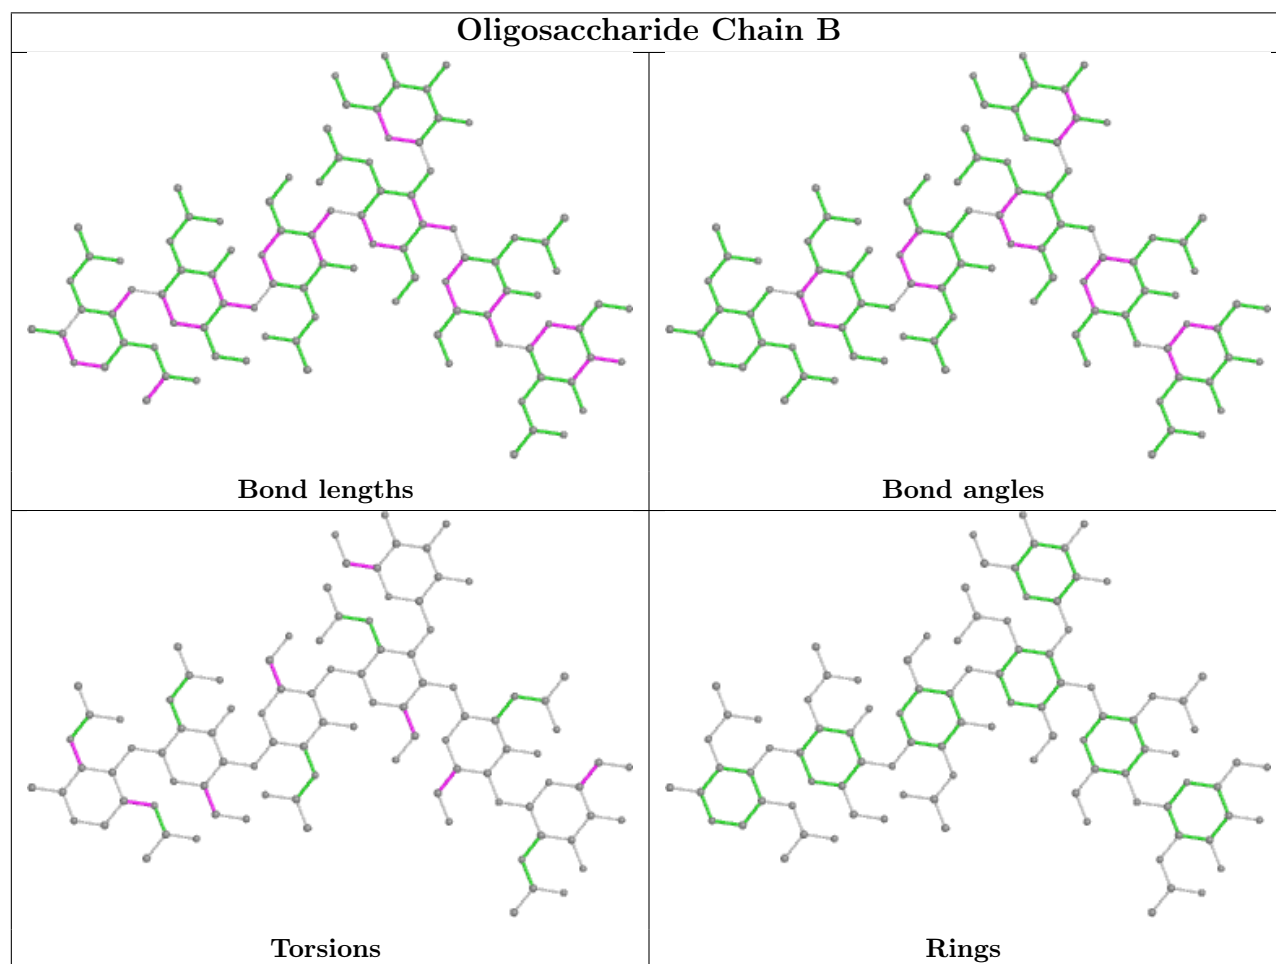 Oligosaccharide Chain B
Bond lengths
Bond angles
Torsions
Rings